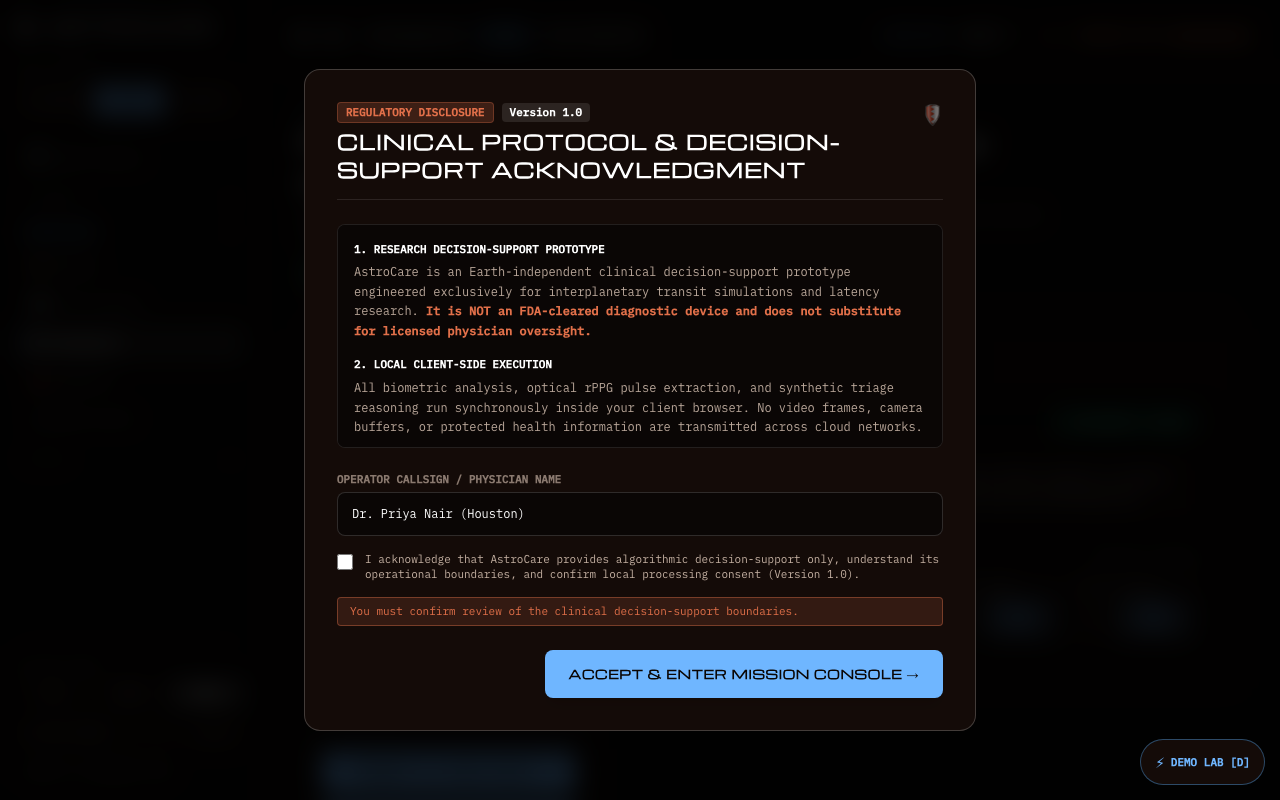 REGULATORY DISCLOSURE Version 1.0
CLINICAL PROTOCOL & DECISION-
SUPPORT ACKNOWLEDGMENT
1. RESEARCH DECISION-SUPPORT PROTOTYPE
AstroCare is an Earth-independent clinical decision-support prototype
engineered exclusively for interplanetary transit simulations and latency
research. It is NOT an FDA-cleared diagnostic device and does not substitute
for licensed physician oversight.
2. LOCAL CLIENT-SIDE EXECUTION
All biometric analysis, optical rPPG pulse extraction, and synthetic triage
reasoning run synchronously inside your client browser. No video frames, camera
buffers, or protected health information are transmitted across cloud networks.
OPERATOR CALLSIGN / PHYSICIAN NAME
Dr. Priya Nair (Houston)
I acknowledge that AstroCare provides algorithmic decision-support only, understand its
operational boundaries, and confirm local processing consent (Version 1.0).
You must confirm review of the clinical decision-support boundaries.
ACCEPT & ENTER MISSION CONSOLE →
⚡ DEMO LAB [D]